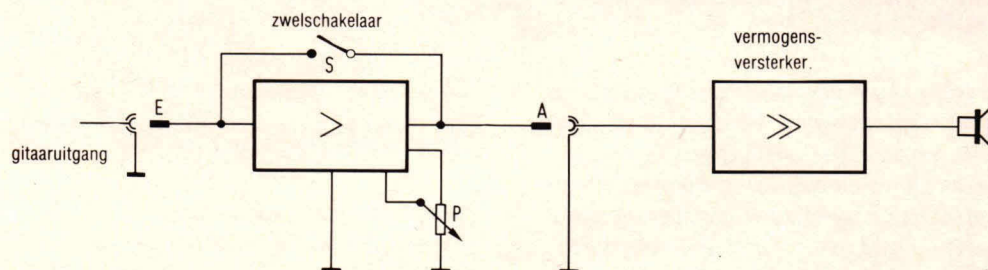 zwelschakelaar
S
vermogens-
versterker.
E
A
gitaaruitgang
P